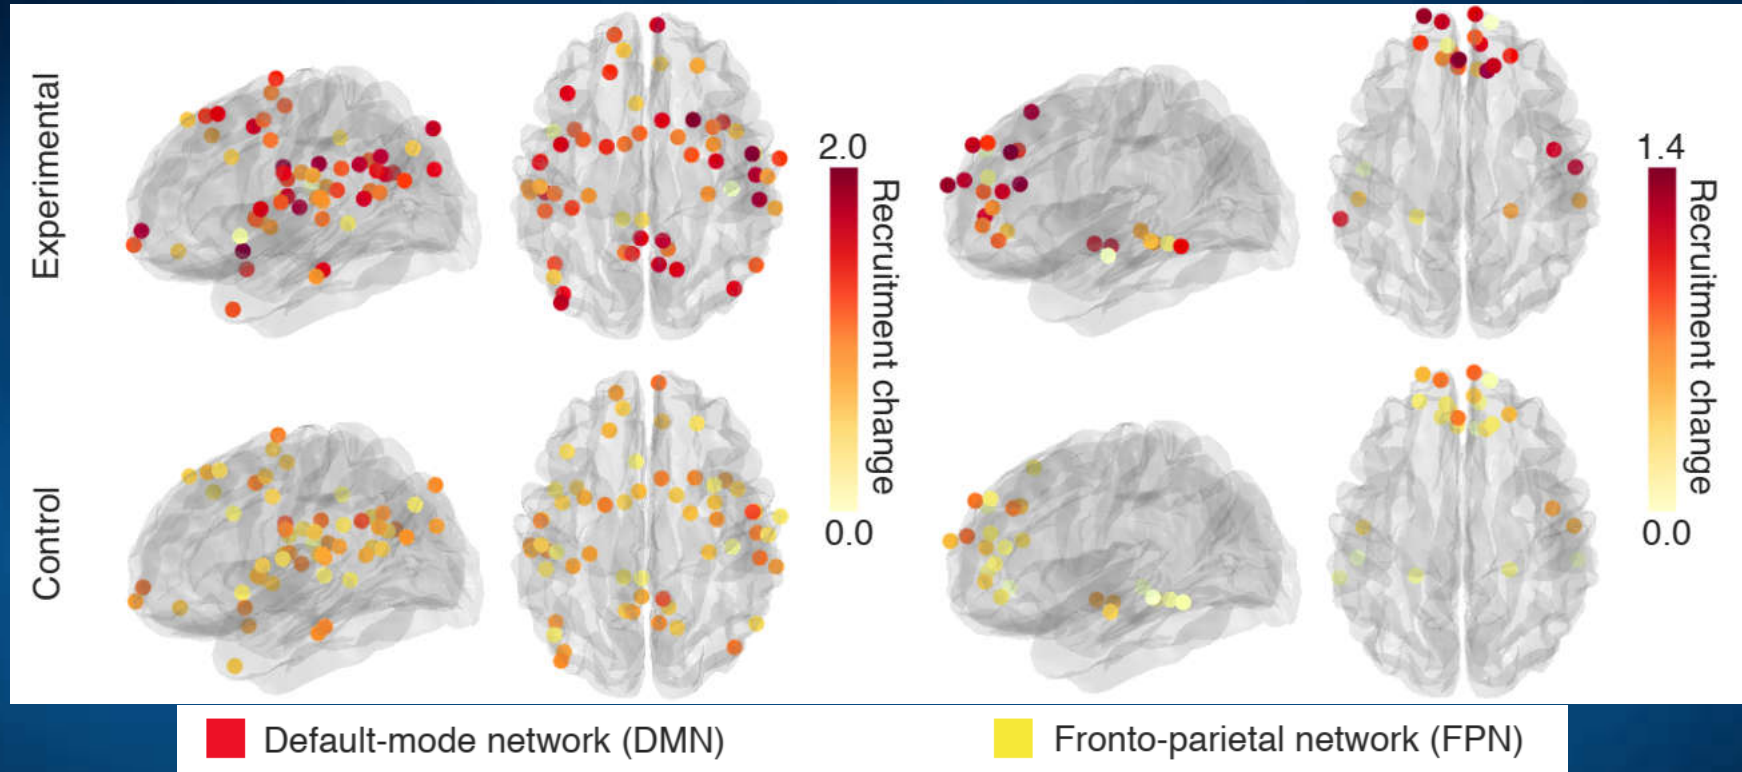 Experimental
2.0
Recruitment change
0.0
1.4
Recruitment change
0.0
Control
Default-mode network (DMN)
Fronto-parietal network (FPN)